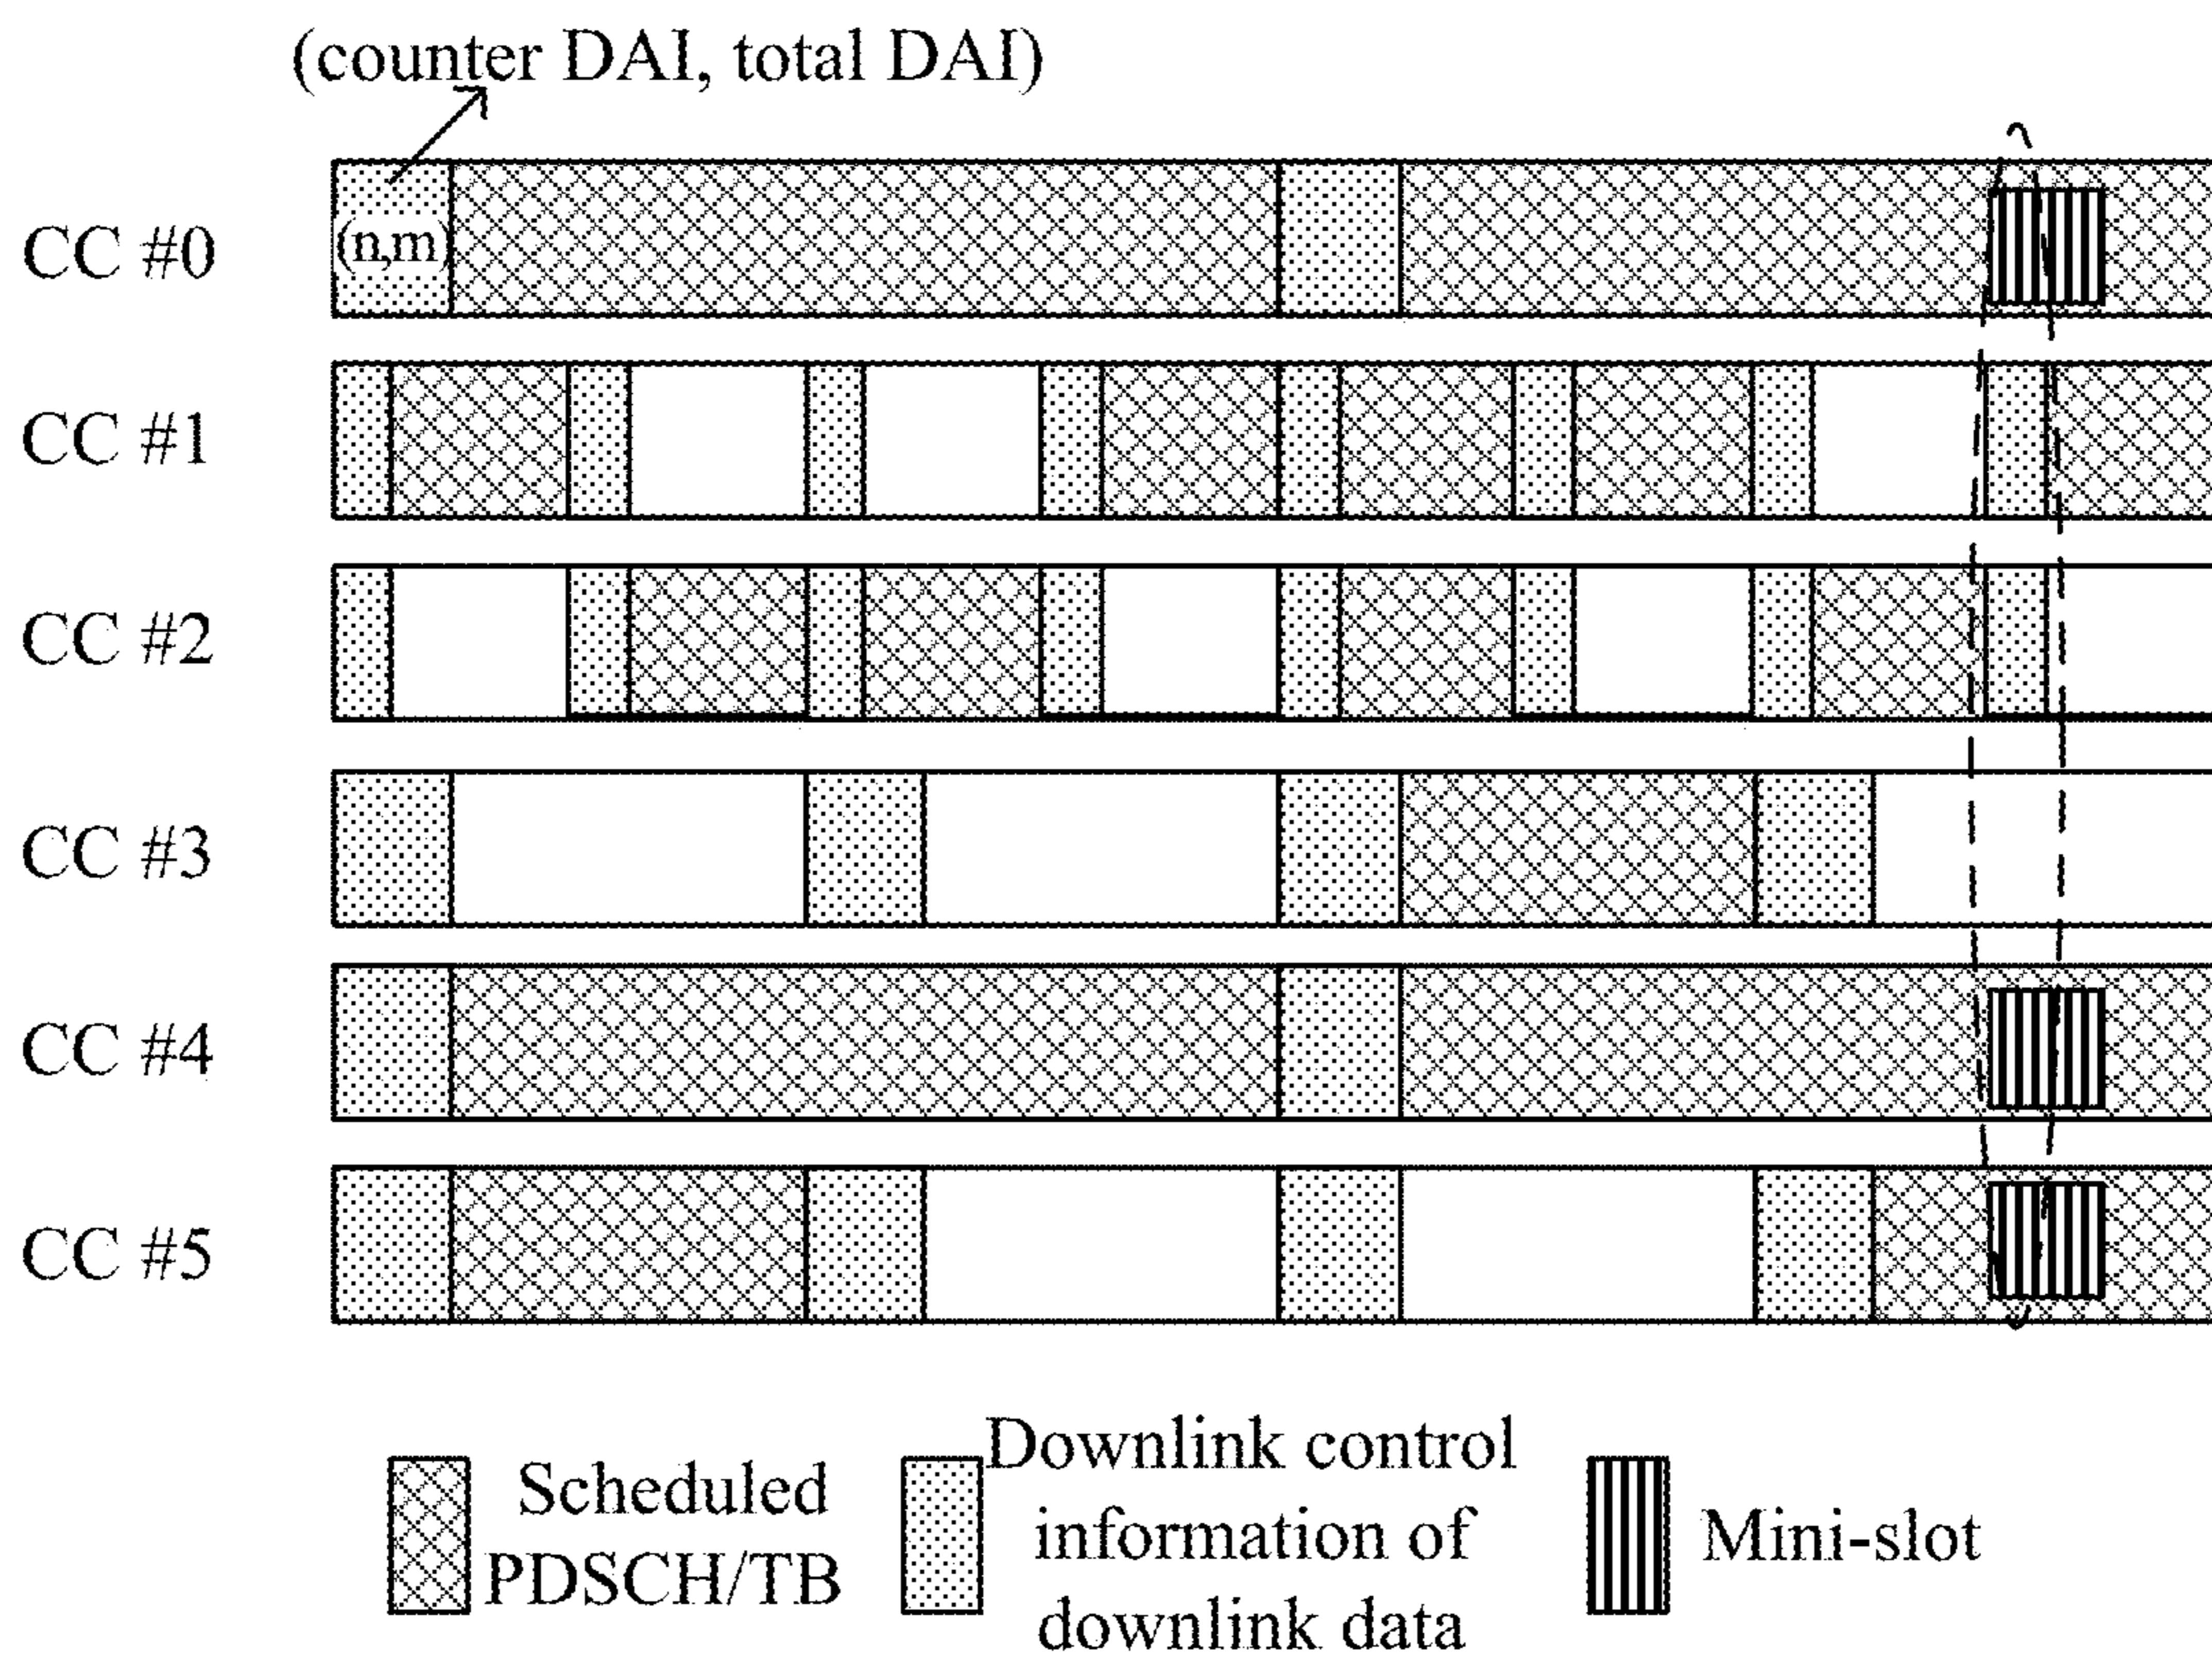 (counter DAI, total DAI)
CC #0
(n,m)
CC #1
CC #2
CC #3
CC #4
CC #5
Scheduled
PDSCH/TB
Downlink control
information of
downlink data
Mini-slot